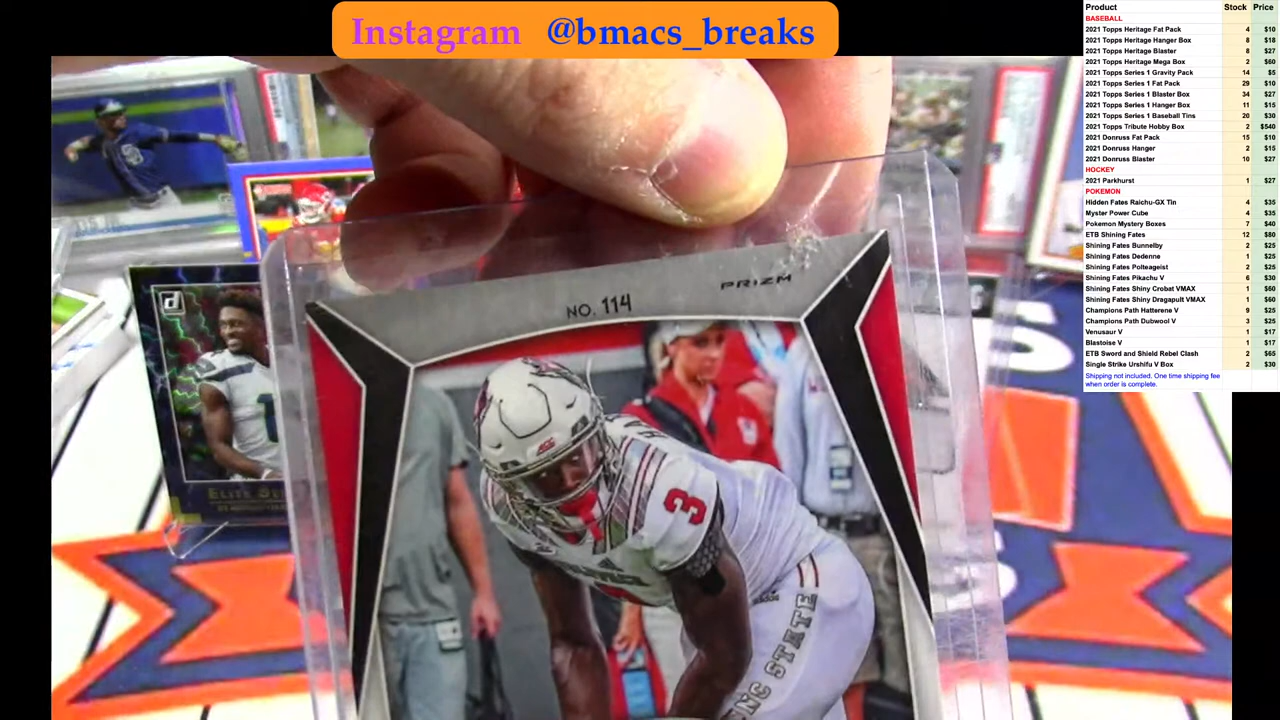 Instagram @bmacs_breaks
Product Stock Price
BASEBALL
2021 Topps Heritage Fat Pack 4 $10
2021 Topps Heritage Hanger Box 8 $18
2021 Topps Heritage Blaster 8 $27
2021 Topps Heritage Mega Box 2 $60
2021 Topps Series 1 Gravity Pack 14 $5
2021 Topps Series 1 Fat Pack 29 $10
2021 Topps Series 1 Blaster Box 34 $27
2021 Topps Series 1 Hanger Box 11 $15
2021 Topps Series 1 Baseball Tins 20 $30
2021 Topps Tribute Hobby Box 2 $540
2021 Donruss Fat Pack 15 $10
2021 Donruss Hanger 2 $15
2021 Donruss Blaster 10 $27
HOCKEY
2021 Parkhurst 1 $27
POKEMON
Hidden Fates Raichu-GX Tin 4 $35
Myster Power Cube 4 $35
Pokemon Mystery Boxes 7 $40
ETB Shining Fates 12 $80
Shining Fates Bunnelby 2 $25
Shining Fates Dedenne 1 $25
Shining Fates Polteageist 2 $25
Shining Fates Pikachu V 6 $30
Shining Fates Shiny Crobat VMAX 1 $60
Shining Fates Shiny Dragapult VMAX 1 $60
Champions Path Hatterene V 9 $25
Champions Path Dubwool V 3 $25
Venusaur V 1 $17
Blastoise V 1 $17
ETB Sword and Shield Rebel Clash 2 $65
Single Strike Urshifu V Box 2 $30
Shipping not included. One time shipping fee
when order is complete.
PRIZM
NO. 114
ACC
3
adidas
NC STATE
ELITE